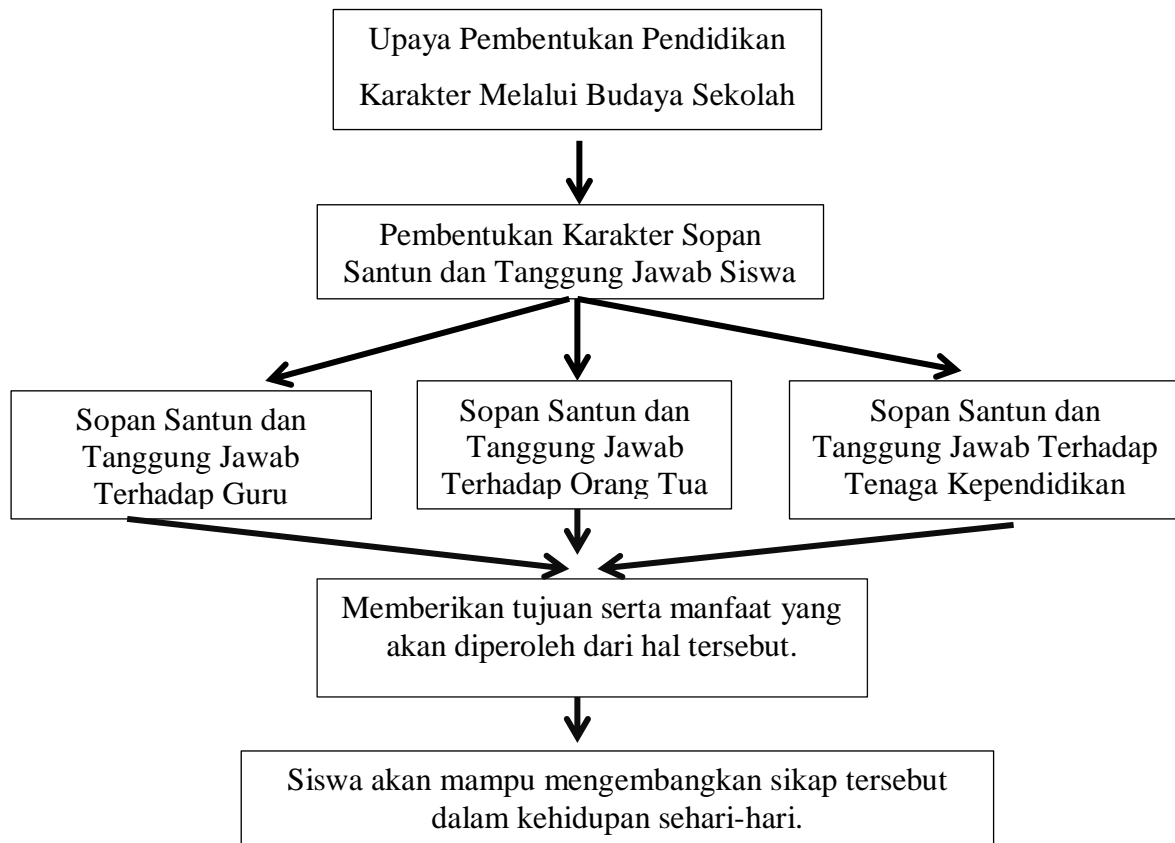 Upaya Pembentukan Pendidikan
Karakter Melalui Budaya Sekolah
Pembentukan Karakter Sopan
Santun dan Tanggung Jawab Siswa
Sopan Santun dan
Tanggung Jawab
Terhadap Guru
Sopan Santun dan
Tanggung Jawab
Terhadap Orang Tua
Sopan Santun dan
Tanggung Jawab Terhadap
Tenaga Kependidikan
Memberikan tujuan serta manfaat yang
akan diperoleh dari hal tersebut.
Siswa akan mampu mengembangkan sikap tersebut
dalam kehidupan sehari-hari.